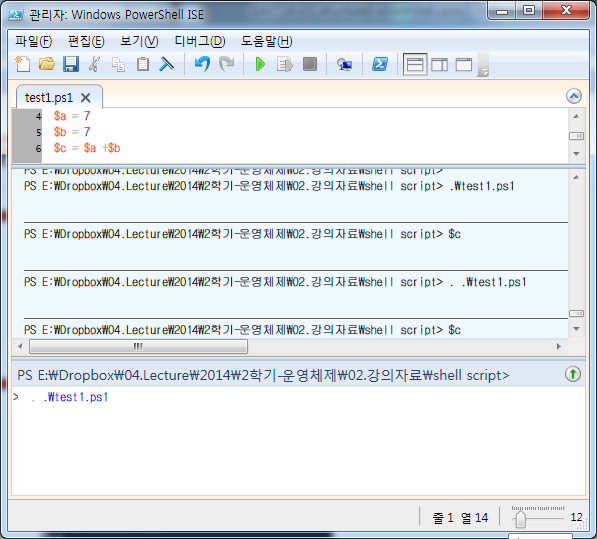 관리자: Windows PowerShell ISE
파일(F) 편집(E) 보기(V) 디버그(D) 도움말(H)
test1.ps1
4 $a = 7
5 $b = 7
6 $c = $a +$b
PS E:₩Dropbox₩04.Lecture₩2014₩2학기-운영체제₩02.강의자료₩shell script>
PS E:₩Dropbox₩04.Lecture₩2014₩2학기-운영체제₩02.강의자료₩shell script> .₩test1.ps1
PS E:₩Dropbox₩04.Lecture₩2014₩2학기-운영체제₩02.강의자료₩shell script> $c
PS E:₩Dropbox₩04.Lecture₩2014₩2학기-운영체제₩02.강의자료₩shell script> . .₩test1.ps1
PS E:₩Dropbox₩04.Lecture₩2014₩2학기-운영체제₩02.강의자료₩shell script> $c
PS E:₩Dropbox₩04.Lecture₩2014₩2학기-운영체제₩02.강의자료₩shell script>
> . .₩test1.ps1
줄 1 열 14 12